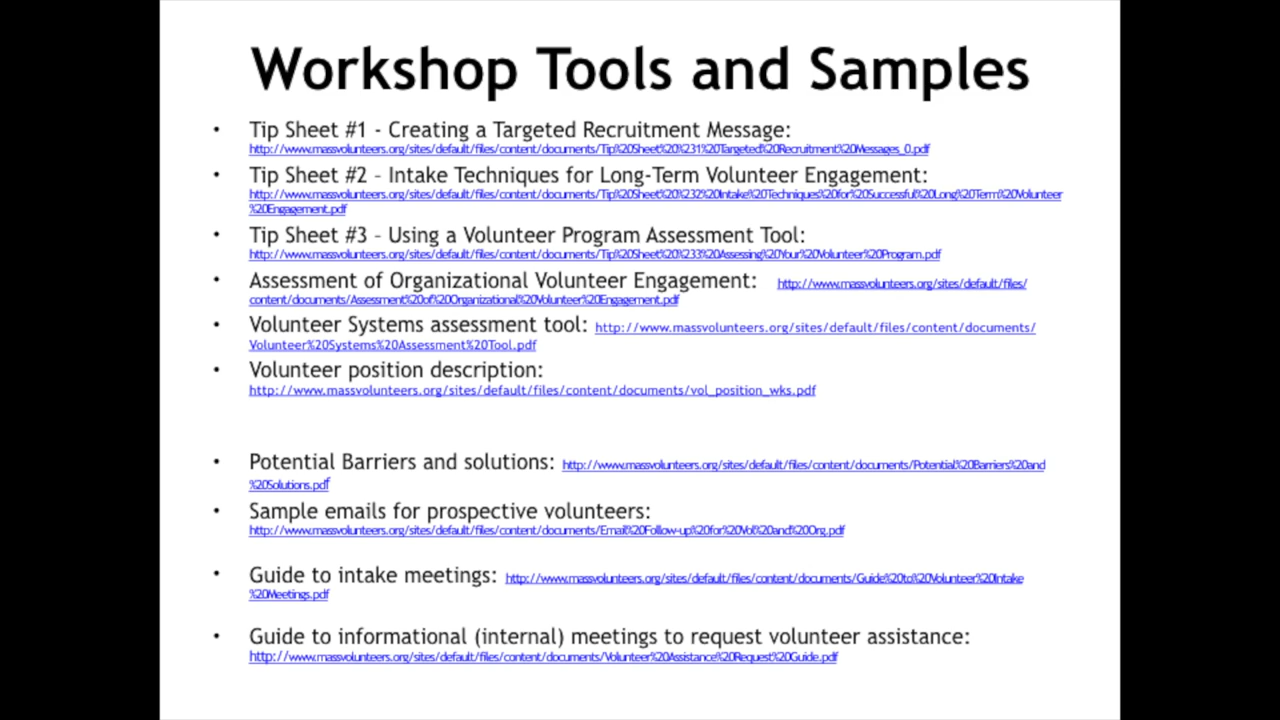 Workshop Tools and Samples
• Tip Sheet #1 - Creating a Targeted Recruitment Message:
http://www.massvolunteers.org/sites/default/files/content/documents/Tip%20Sheet%20%231%20Targeted%20Recruitment%20Messages_0.pdf
• Tip Sheet #2 – Intake Techniques for Long-Term Volunteer Engagement:
http://www.massvolunteers.org/sites/default/files/content/documents/Tip%20Sheet%20%232%20Intake%20Techniques%20for%20Successful%20Long%20Term%20Volunteer
%20Engagement.pdf
• Tip Sheet #3 – Using a Volunteer Program Assessment Tool:
http://www.massvolunteers.org/sites/default/files/content/documents/Tip%20Sheet%20%233%20Assessing%20Your%20Volunteer%20Program.pdf
• Assessment of Organizational Volunteer Engagement: http://www.massvolunteers.org/sites/default/files/
content/documents/Assessment%20of%20Organizational%20Volunteer%20Engagement.pdf
• Volunteer Systems assessment tool: http://www.massvolunteers.org/sites/default/files/content/documents/
Volunteer%20Systems%20Assessment%20Tool.pdf
• Volunteer position description:
http://www.massvolunteers.org/sites/default/files/content/documents/vol_position_wks.pdf
• Potential Barriers and solutions: http://www.massvolunteers.org/sites/default/files/content/documents/Potential%20Barriers%20and
%20Solutions.pdf
• Sample emails for prospective volunteers:
http://www.massvolunteers.org/sites/default/files/content/documents/Email%20Follow-up%20for%20Vol%20and%20Org.pdf
• Guide to intake meetings: http://www.massvolunteers.org/sites/default/files/content/documents/Guide%20to%20Volunteer%20Intake
%20Meetings.pdf
• Guide to informational (internal) meetings to request volunteer assistance:
http://www.massvolunteers.org/sites/default/files/content/documents/Volunteer%20Assistance%20Request%20Guide.pdf